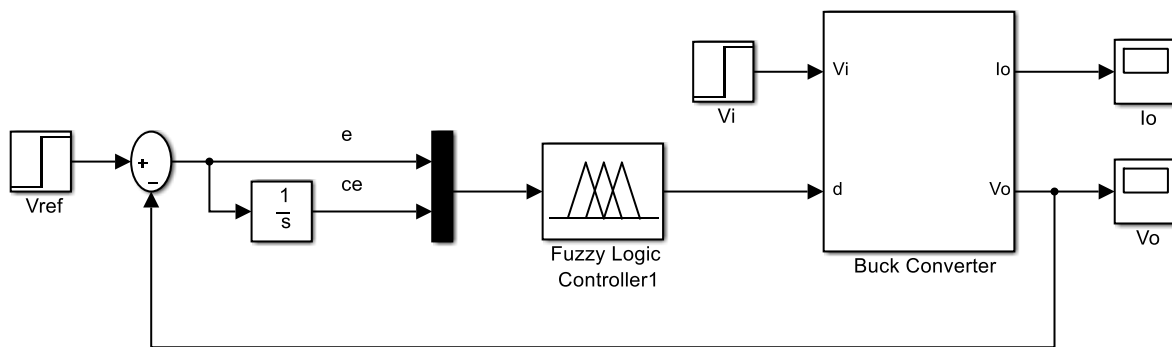 Vref
+
−
e
ce
1
s
Fuzzy Logic
Controller1
Vi
Vi
d
Io
Vo
Buck Converter
Io
Vo